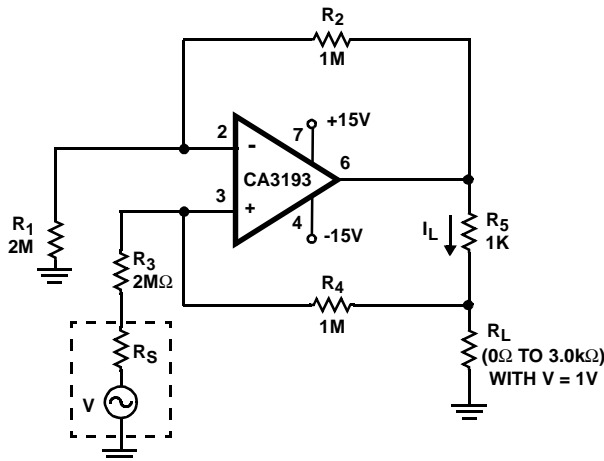 R2
1M
+15V
7
2
-
6
CA3193
3
+
4
-15V
R1
2M
IL
R5
1K
R3
2MΩ
R4
1M
RS
V
RL
(0Ω TO 3.0kΩ)
WITH V = 1V